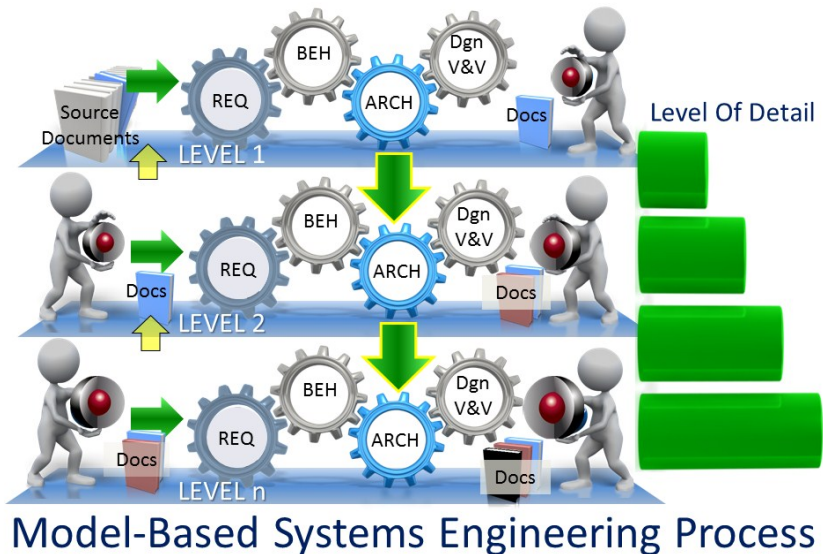 BEH
Dgn
V&V
REQ
ARCH
Source
Documents
Docs
Level Of Detail
LEVEL 1
BEH
Dgn
V&V
REQ
ARCH
Docs
Docs
LEVEL 2
BEH
Dgn
V&V
REQ
ARCH
Docs
Docs
LEVEL n
Model-Based Systems Engineering Process